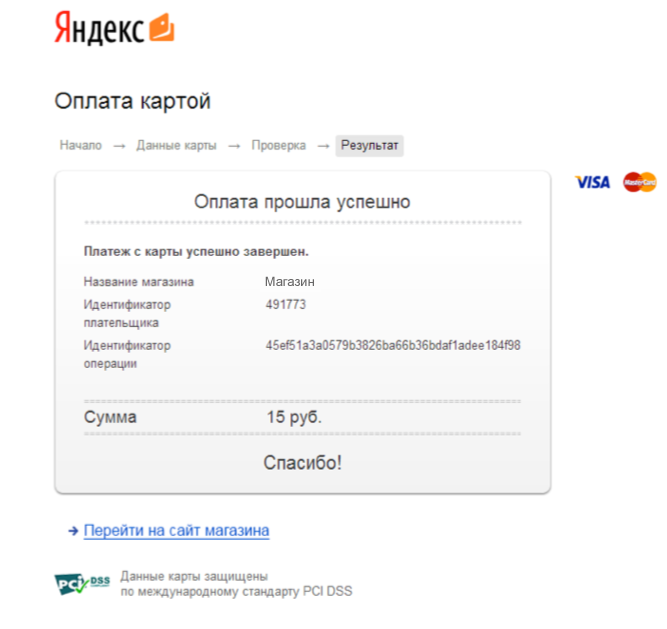 Яндекс
Оплата картой
Начало → Данные карты → Проверка → Результат
VISA MasterCard
Оплата прошла успешно
Платеж с карты успешно завершен.
Название магазина Магазин
Идентификатор 491773
плательщика
Идентификатор 45ef51a3a0579b3826ba66b36bdaf1adee184f98
операции
Сумма 15 руб.
Спасибо!
→ Перейти на сайт магазина
PCI DSS Данные карты защищены
по международному стандарту PCI DSS